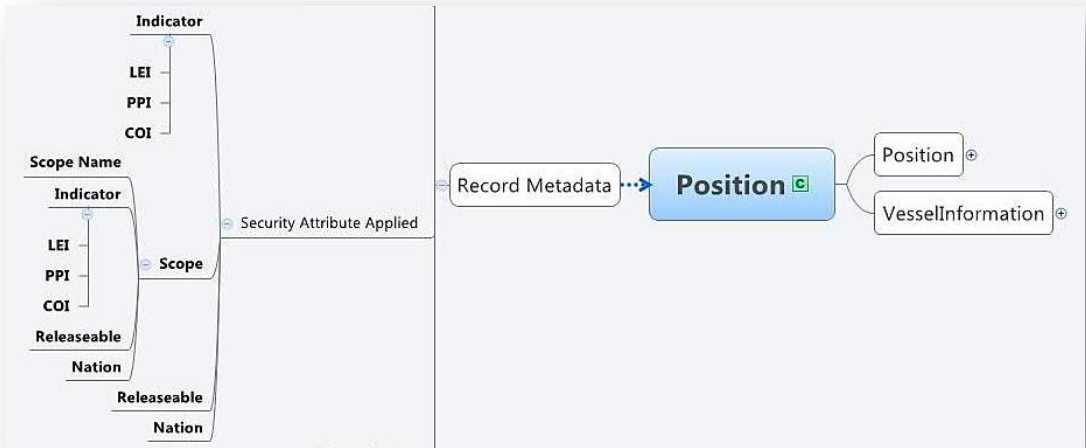 Indicator
LEI
PPI
COI
Scope Name
Indicator
LEI
PPI
COI
Scope
Releaseable
Nation
Releaseable
Nation
Security Attribute Applied
Record Metadata
Position
C
Position
VesselInformation